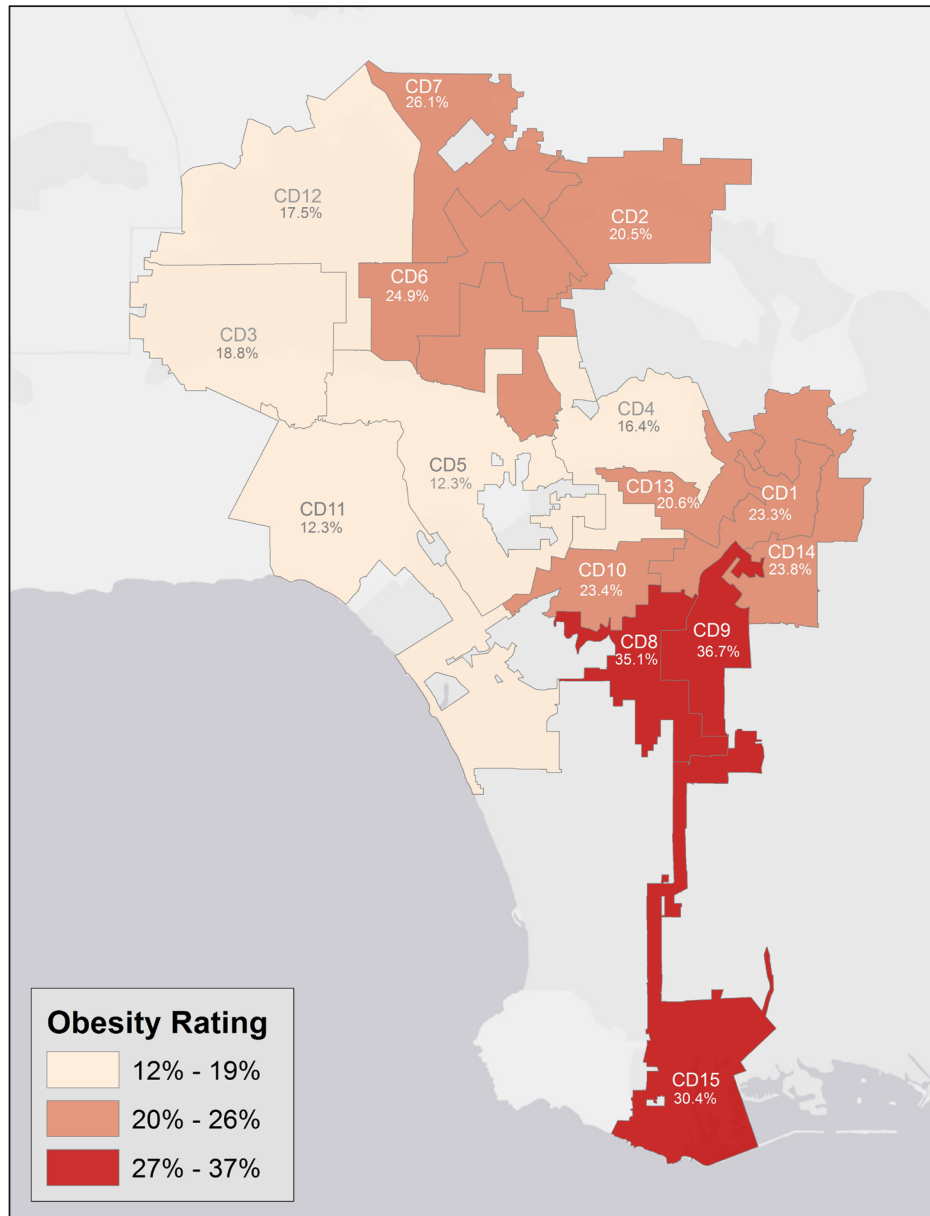 CD7
26.1%
CD12
17.5%
CD2
20.5%
CD6
24.9%
CD3
18.8%
CD4
16.4%
CD5
12.3%
CD13
20.6%
CD1
23.3%
CD11
12.3%
CD14
23.8%
CD10
23.4%
CD8
35.1%
CD9
36.7%
CD15
30.4%
Obesity Rating
12% - 19%
20% - 26%
27% - 37%